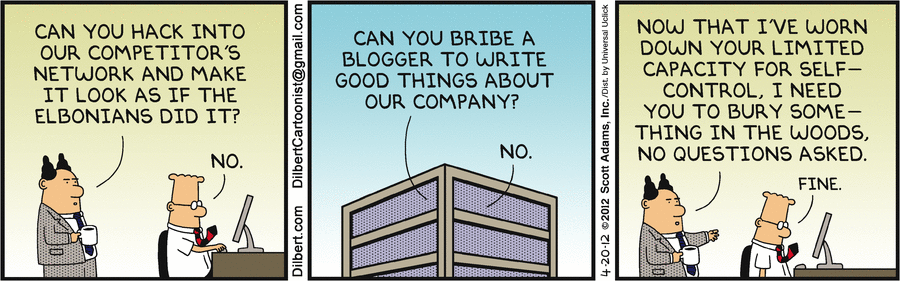 CAN YOU HACK INTO
OUR COMPETITOR'S
NETWORK AND MAKE
IT LOOK AS IF THE
ELBONIANS DID IT?
NO.
Dilbert.com DilbertCartoonist@gmail.com
CAN YOU BRIBE A
BLOGGER TO WRITE
GOOD THINGS ABOUT
OUR COMPANY?
NO.
4-20-12 ©2012 Scott Adams, Inc./Dist. by Universal Uclick
NOW THAT I'VE WORN
DOWN YOUR LIMITED
CAPACITY FOR SELF-
CONTROL, I NEED
YOU TO BURY SOME-
THING IN THE WOODS,
NO QUESTIONS ASKED.
FINE.